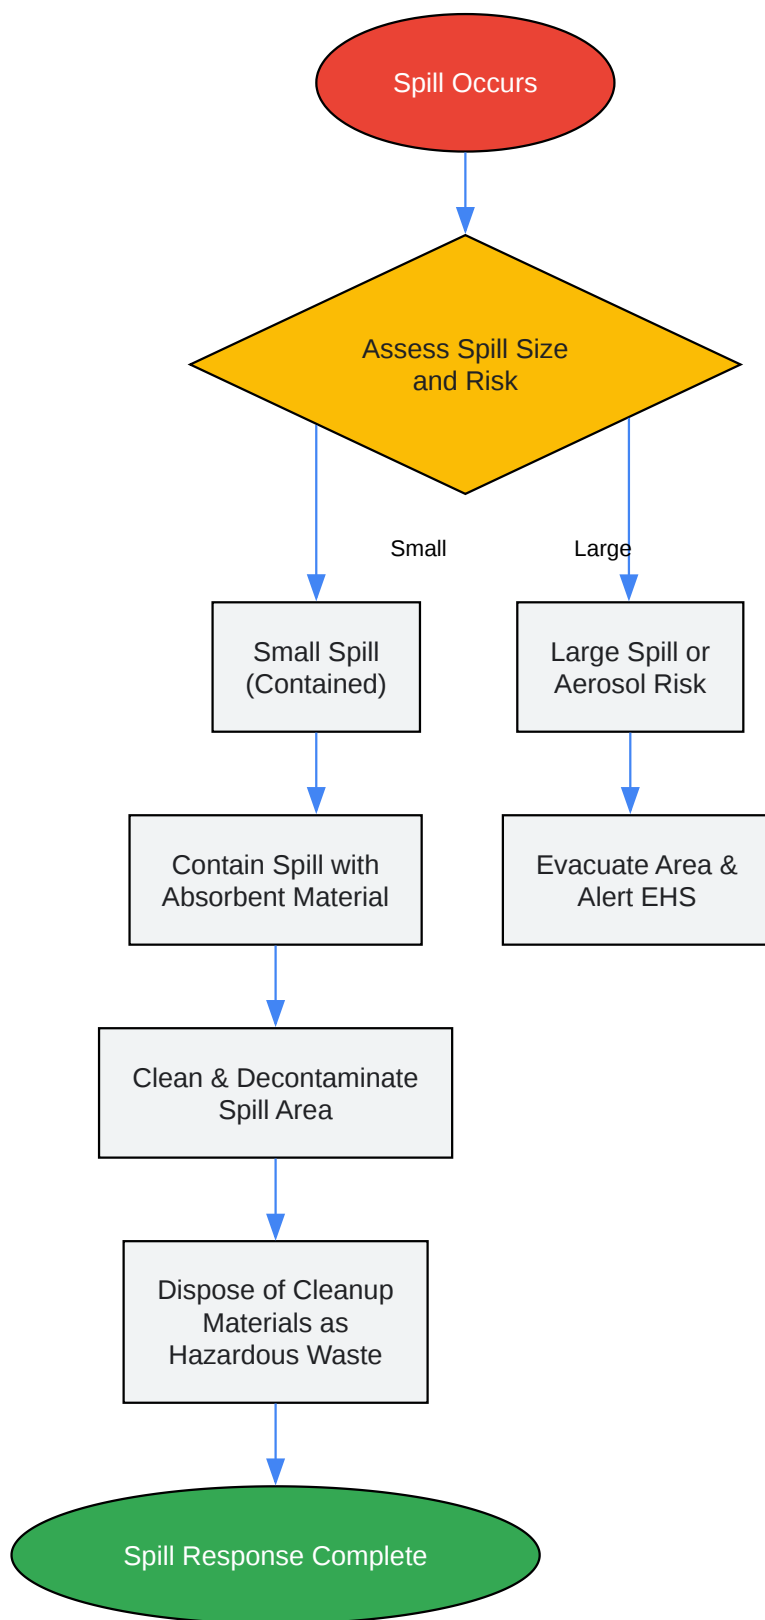 Spill Occurs
Assess Spill Size
and Risk
Small
Large
Small Spill
(Contained)
Large Spill or
Aerosol Risk
Contain Spill with
Absorbent Material
Evacuate Area &
Alert EHS
Clean & Decontaminate
Spill Area
Dispose of Cleanup
Materials as
Hazardous Waste
Spill Response Complete